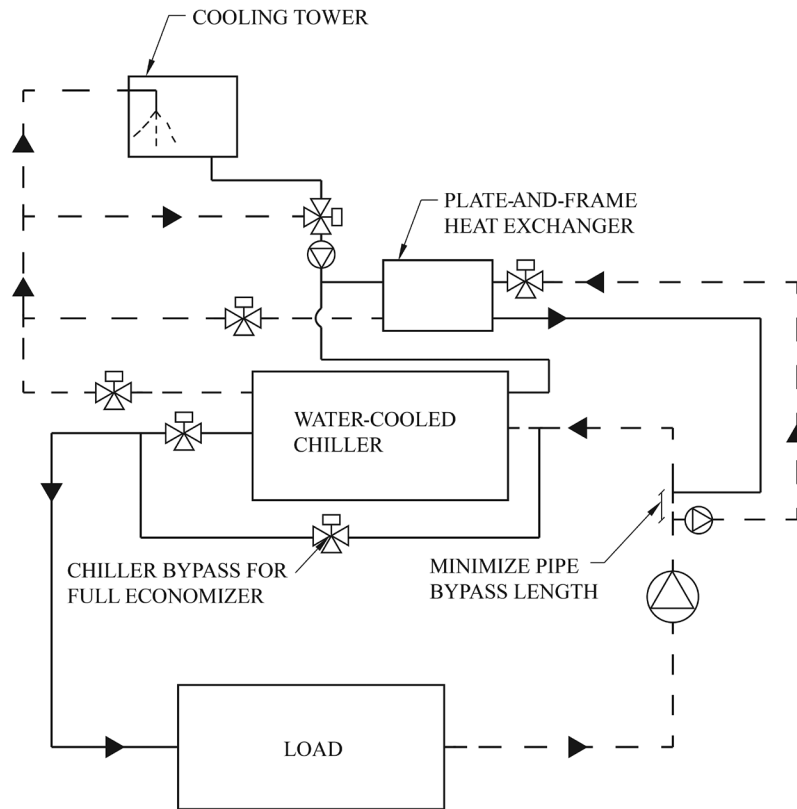 COOLING TOWER
PLATE-AND-FRAME
HEAT EXCHANGER
WATER-COOLED
CHILLER
CHILLER BYPASS FOR
FULL ECONOMIZER
MINIMIZE PIPE
BYPASS LENGTH
LOAD